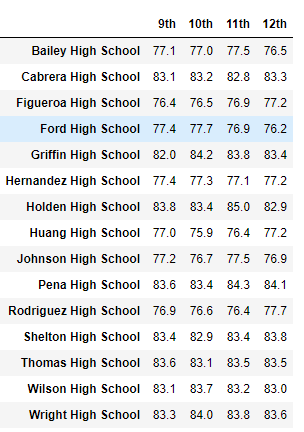 9th 10th 11th 12th
Bailey High School 77.1 77.0 77.5 76.5
Cabrera High School 83.1 83.2 82.8 83.3
Figueroa High School 76.4 76.5 76.9 77.2
Ford High School 77.4 77.7 76.9 76.2
Griffin High School 82.0 84.2 83.8 83.4
Hernandez High School 77.4 77.3 77.1 77.2
Holden High School 83.8 83.4 85.0 82.9
Huang High School 77.0 75.9 76.4 77.2
Johnson High School 77.2 76.7 77.5 76.9
Pena High School 83.6 83.4 84.3 84.1
Rodriguez High School 76.9 76.6 76.4 77.7
Shelton High School 83.4 82.9 83.4 83.8
Thomas High School 83.6 83.1 83.5 83.5
Wilson High School 83.1 83.7 83.2 83.0
Wright High School 83.3 84.0 83.8 83.6